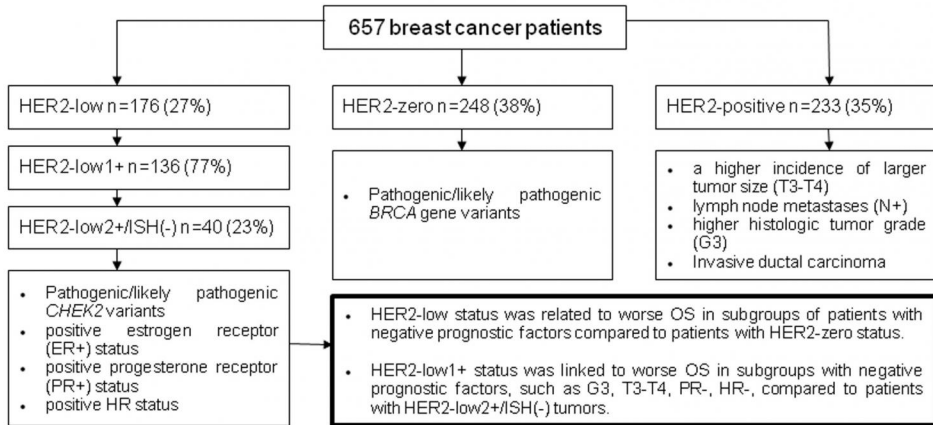 657 breast cancer patients
HER2-low n=176 (27%)
HER2-zero n=248 (38%)
HER2-positive n=233 (35%)
HER2-low1+ n=136 (77%)
HER2-low2+/ISH(-) n=40 (23%)
• Pathogenic/likely pathogenic
CHEK2 variants
• positive estrogen receptor
(ER+) status
• positive progesterone receptor
(PR+) status
• positive HR status
• Pathogenic/likely pathogenic
BRCA gene variants
• a higher incidence of larger
tumor size (T3-T4)
• lymph node metastases (N+)
• higher histologic tumor grade
(G3)
• Invasive ductal carcinoma
• HER2-low status was related to worse OS in subgroups of patients with
negative prognostic factors compared to patients with HER2-zero status.
• HER2-low1+ status was linked to worse OS in subgroups with negative
prognostic factors, such as G3, T3-T4, PR-, HR-, compared to patients
with HER2-low2+/ISH(-) tumors.